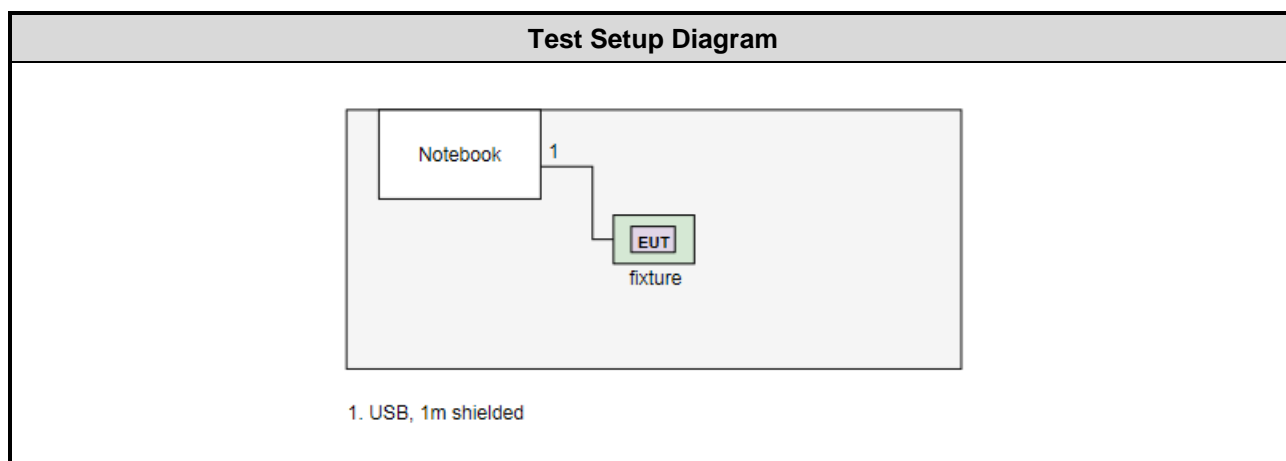 Test Setup Diagram
Notebook
1
EUT
fixture
1. USB, 1m shielded